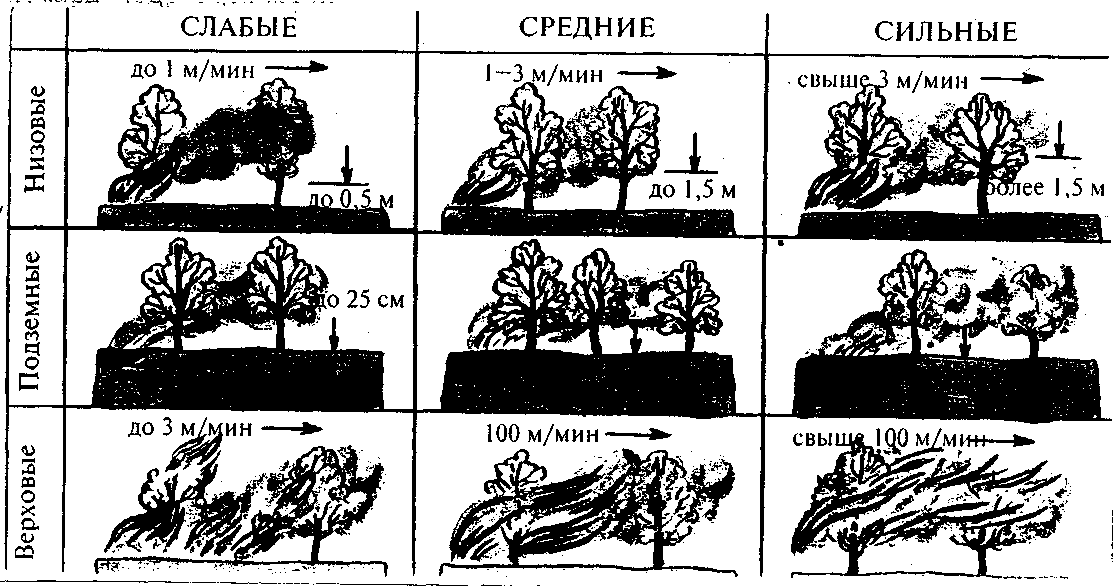 СЛАБЫЕ
СРЕДНИЕ
СИЛЬНЫЕ
Низовые
до 1 м/мин
до 0,5 м
1–3 м/мин
до 1,5 м
свыше 3 м/мин
более 1,5 м
Подземные
до 25 см
Верховые
до 3 м/мин
100 м/мин
свыше 100 м/мин